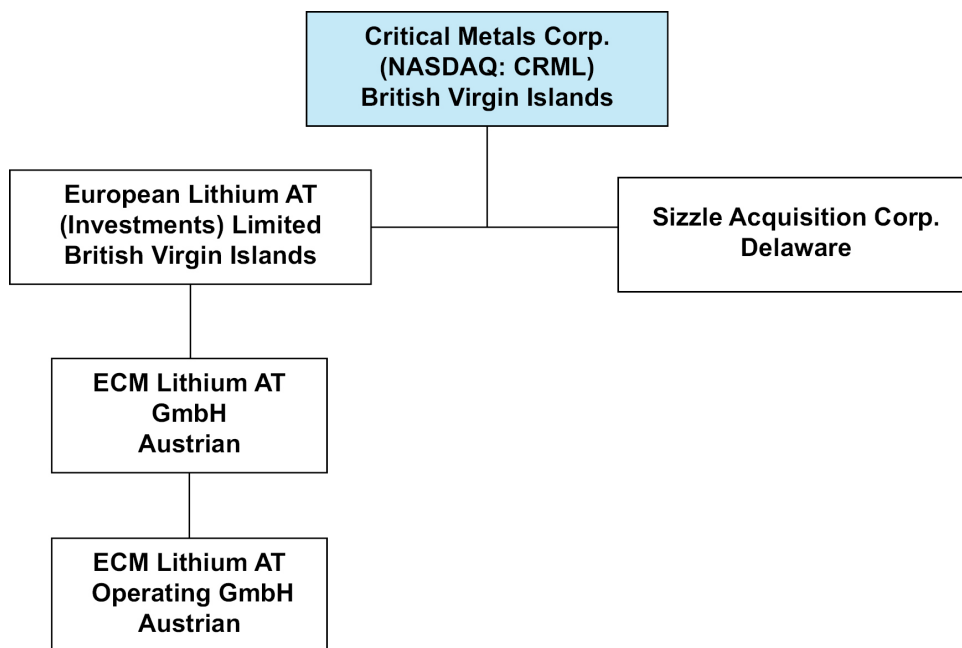 Critical Metals Corp.
(NASDAQ: CRML)
British Virgin Islands
European Lithium AT
(Investments) Limited
British Virgin Islands
Sizzle Acquisition Corp.
Delaware
ECM Lithium AT
GmbH
Austrian
ECM Lithium AT
Operating GmbH
Austrian